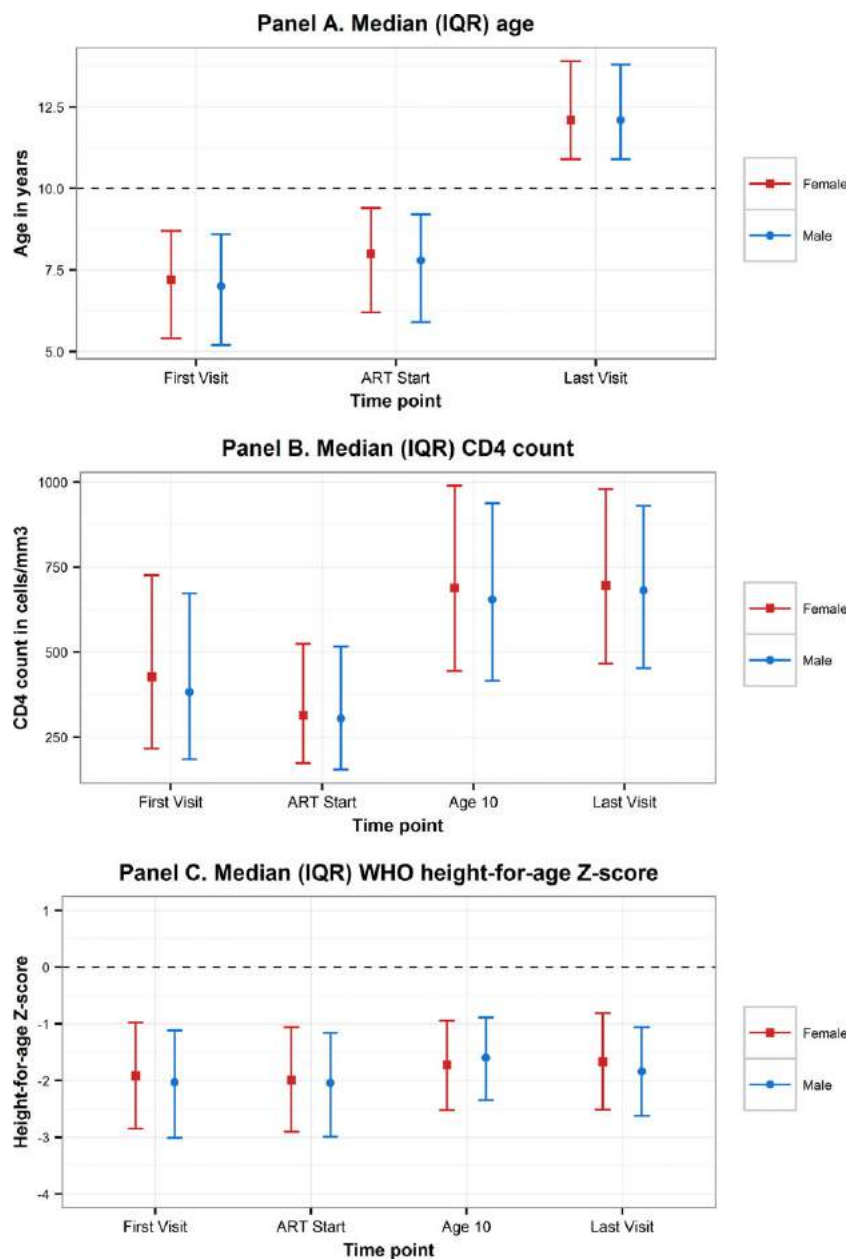 Panel A. Median (IQR) age
12.5
10.0
7.5
5.0
Age in years
First Visit ART Start Last Visit
Time point
Female
Male
Panel B. Median (IQR) CD4 count
1000
750
500
250
CD4 count in cells/mm3
First Visit ART Start Age 10 Last Visit
Time point
Female
Male
Panel C. Median (IQR) WHO height-for-age Z-score
1
0
-1
-2
-3
-4
Height-for-age Z-score
First Visit ART Start Age 10 Last Visit
Time point
Female
Male